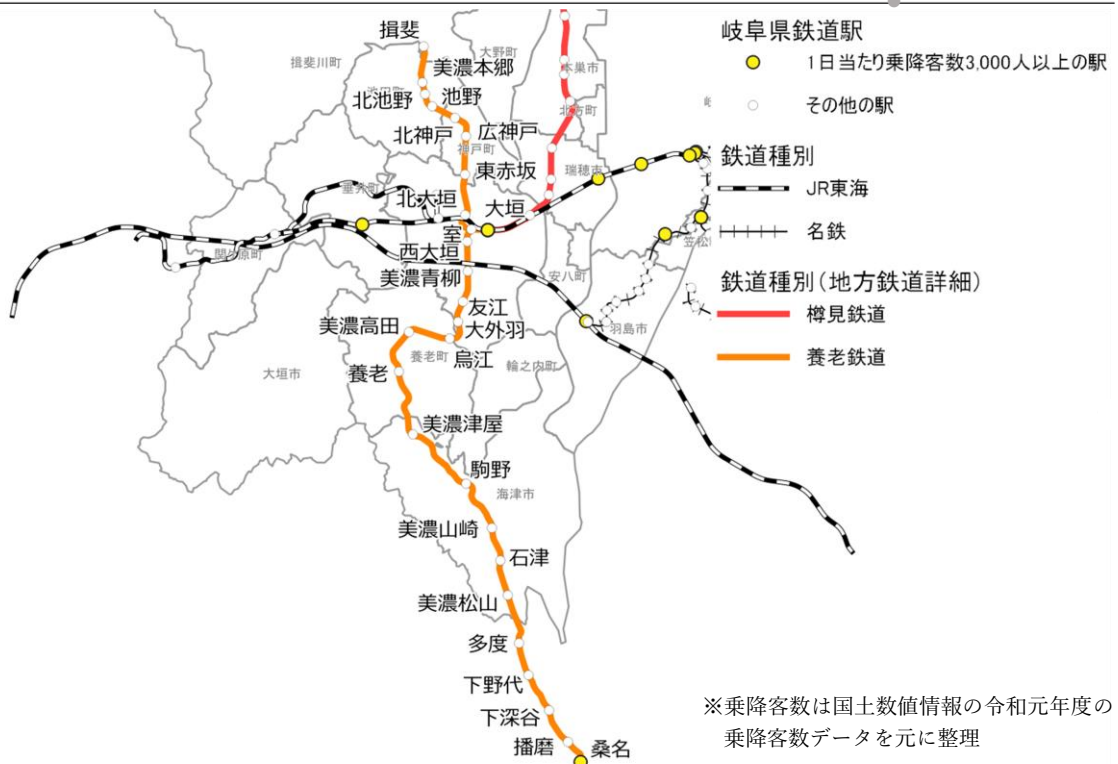 岐阜県鉄道駅
1日当たり乗降客数3,000人以上の駅
その他の駅
鉄道種別
JR東海
名鉄
鉄道種別(地方鉄道詳細)
樽見鉄道
養老鉄道
揖斐
大野町
揖斐川町
美濃本郷
本巣市
池田町
北池野
池野
北方町
北神戸
広神戸
神戸町
瑞穂市
東赤坂
垂井町
北大垣
大垣
室
笠松町
関ケ原町
西大垣
美濃青柳
安八町
友江
美濃高田
大外羽
羽島市
養老町
烏江
輪之内町
大垣市
養老
美濃津屋
駒野
海津市
美濃山崎
石津
美濃松山
多度
下野代
下深谷
播磨
桑名
※乗降客数は国土数値情報の令和元年度の
乗降客数データを元に整理